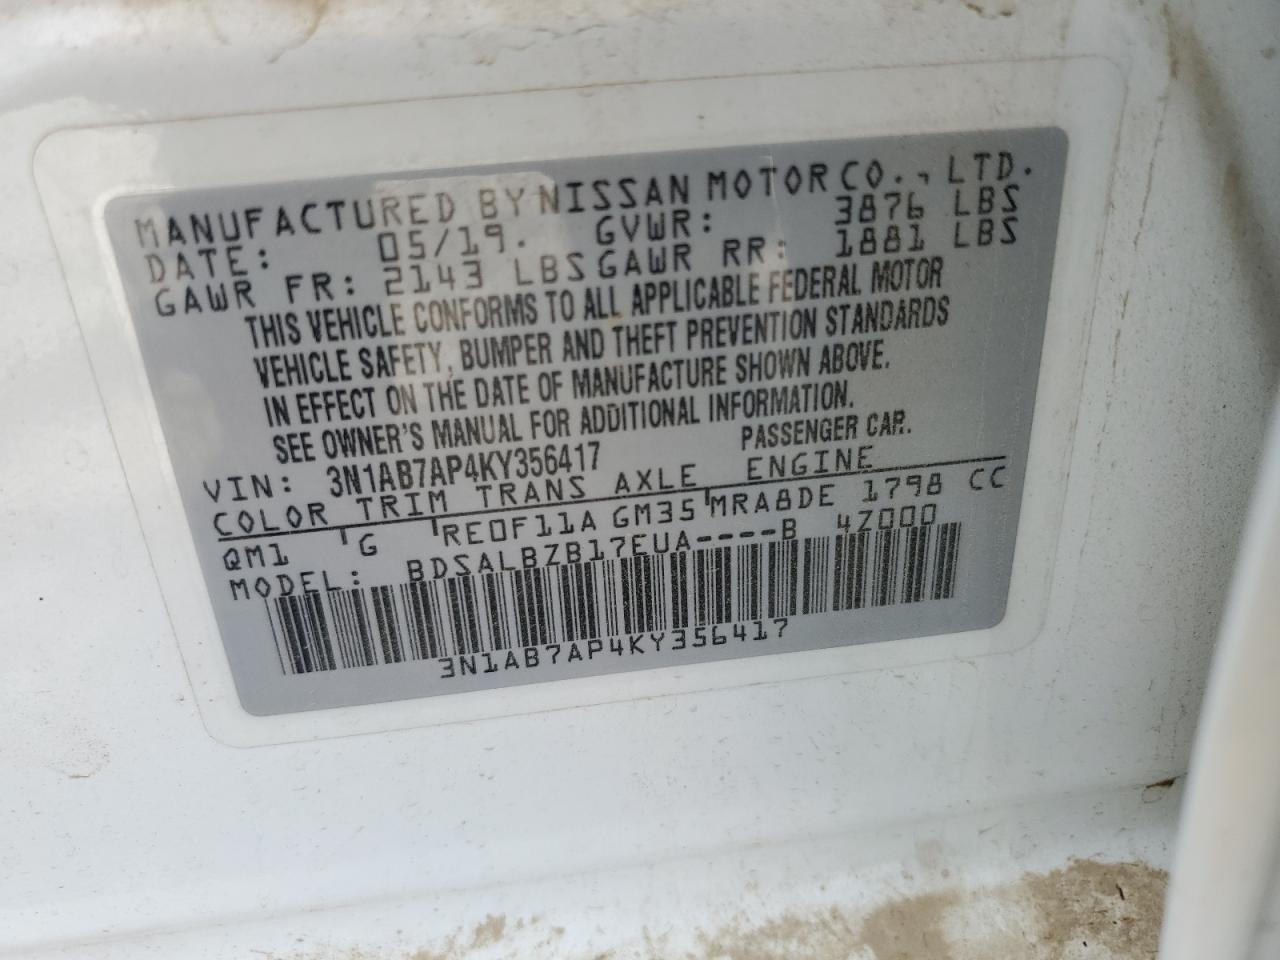 MANUFACTURED BY NISSAN MOTOR CO., LTD.
DATE: 05/19. GVWR: 3876 LBS
GAWR FR: 2143 LBS GAWR RR: 1881 LBS
THIS VEHICLE CONFORMS TO ALL APPLICABLE FEDERAL MOTOR
VEHICLE SAFETY, BUMPER AND THEFT PREVENTION STANDARDS
IN EFFECT ON THE DATE OF MANUFACTURE SHOWN ABOVE.
SEE OWNER'S MANUAL FOR ADDITIONAL INFORMATION.
VIN: 3N1AB7AP4KY356417 PASSENGER CAR.
COLOR TRIM TRANS AXLE ENGINE
QM1 G RE0F11A GM35 MRA8DE 1798 CC
MODEL: BDSALBZB17EUA----B 4Z000
3N1AB7AP4KY356417